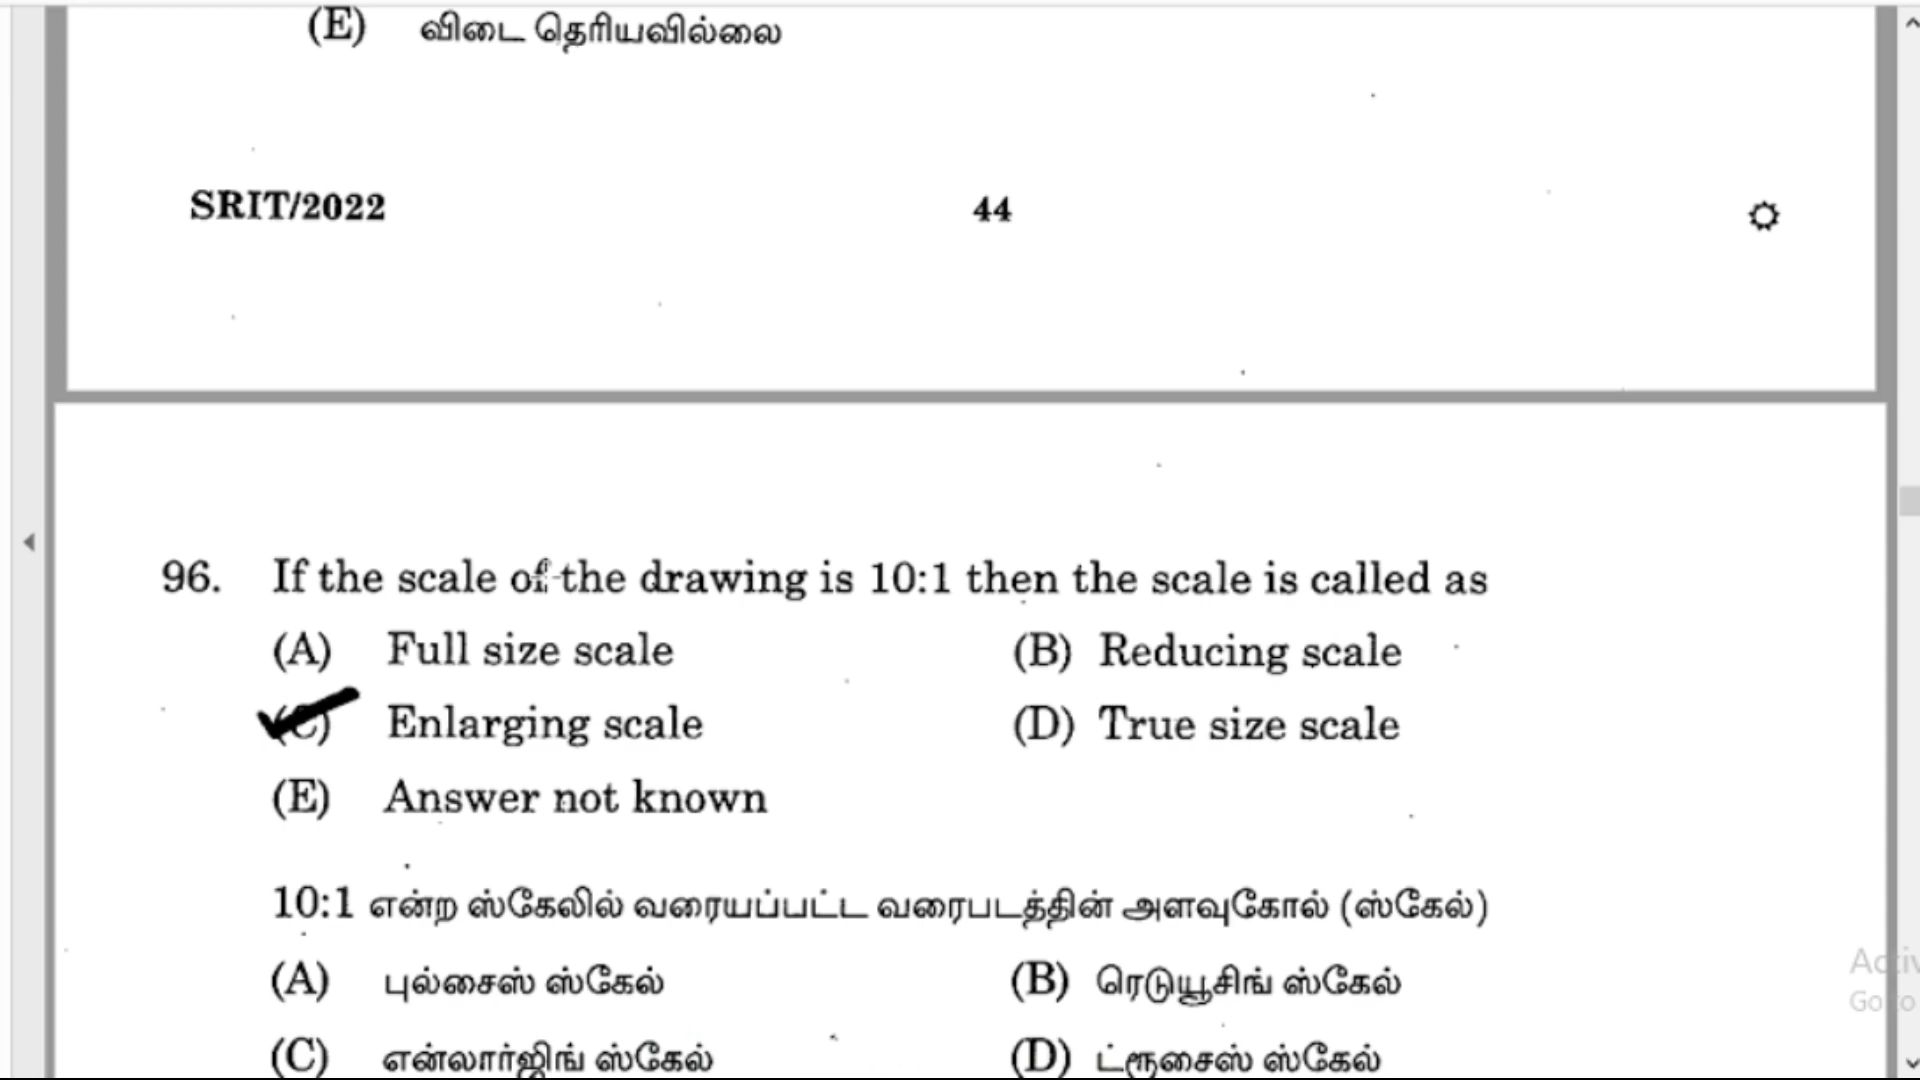 (E) விடை தெரியவில்லை
SRIT/2022 44
96. If the scale of the drawing is 10:1 then the scale is called as
(A) Full size scale (B) Reducing scale
(C) Enlarging scale (D) True size scale
(E) Answer not known
10:1 என்ற ஸ்கேலில் வரையப்பட்ட வரைபடத்தின் அளவுகோல் (ஸ்கேல்)
(A) புல்சைஸ் ஸ்கேல் (B) ரெடுயூசிங் ஸ்கேல்
(C) என்லார்ஜிங் ஸ்கேல் (D) ட்ரூசைஸ் ஸ்கேல்